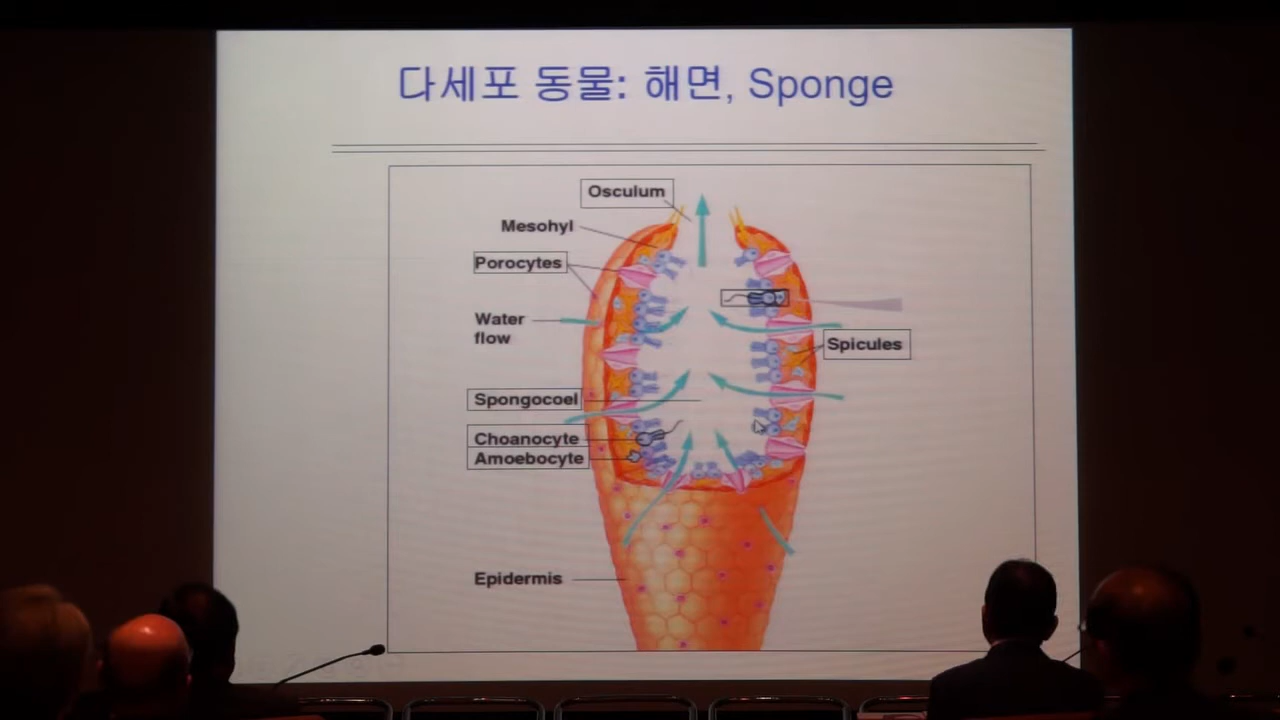 다세포 동물: 해면, Sponge
Osculum
Mesohyl
Porocytes
Water
flow
Spicules
Spongocoel
Choanocyte
Amoebocyte
Epidermis